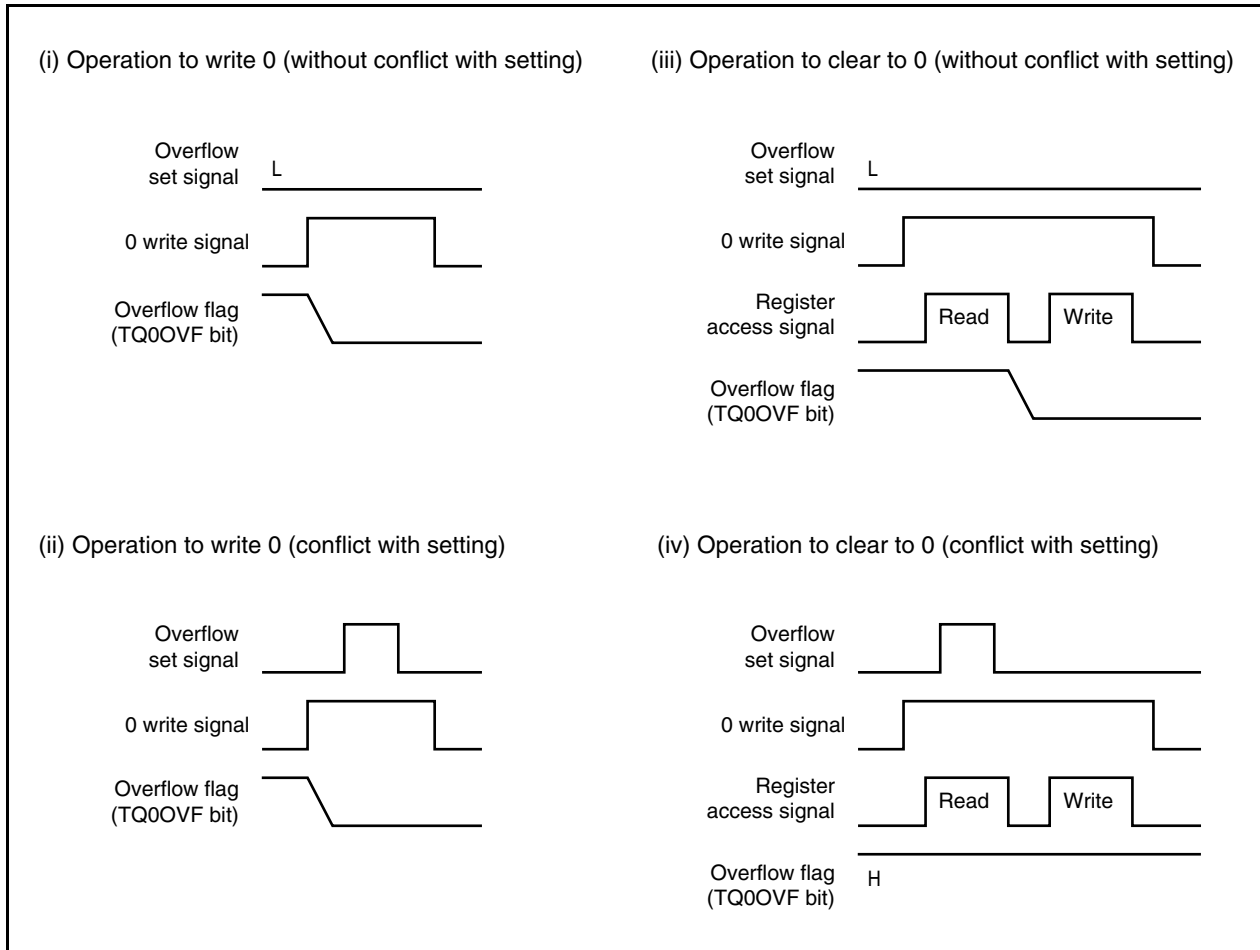 (i) Operation to write 0 (without conflict with setting)
Overflow
set signal
L
0 write signal
Overflow flag
(TQ0OVF bit)
(iii) Operation to clear to 0 (without conflict with setting)
Overflow
set signal
L
0 write signal
Register
access signal
Read
Write
Overflow flag
(TQ0OVF bit)
(ii) Operation to write 0 (conflict with setting)
Overflow
set signal
0 write signal
Overflow flag
(TQ0OVF bit)
(iv) Operation to clear to 0 (conflict with setting)
Overflow
set signal
0 write signal
Register
access signal
Read
Write
Overflow flag
(TQ0OVF bit)
H